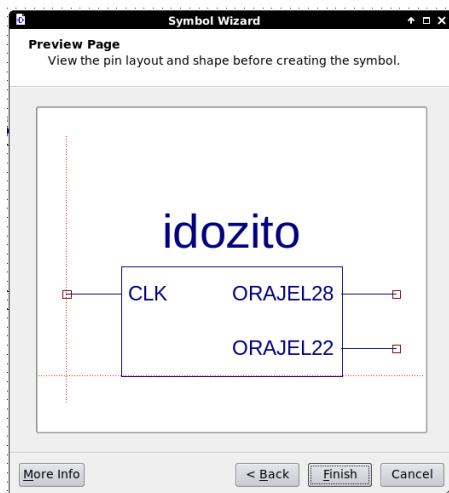 Symbol Wizard
Preview Page
View the pin layout and shape before creating the symbol.
idozito
CLK ORAJEL28
ORAJEL22
More Info < Back Finish Cancel